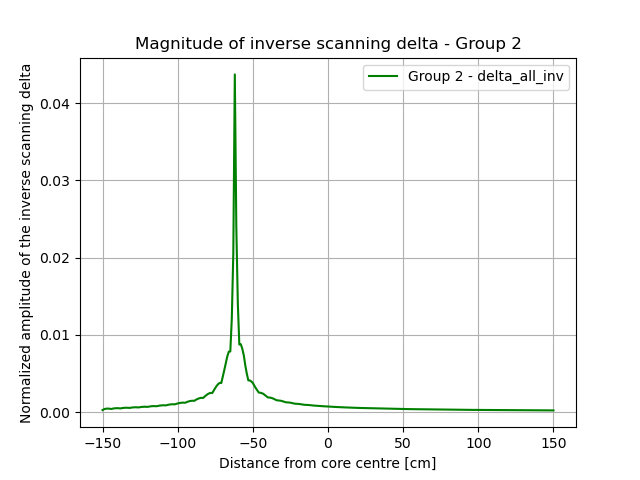 Magnitude of inverse scanning delta - Group 2
Group 2 - delta_all_inv
Normalized amplitude of the inverse scanning delta
0.04
0.03
0.02
0.01
0.00
−150 −100 −50 0 50 100 150
Distance from core centre [cm]